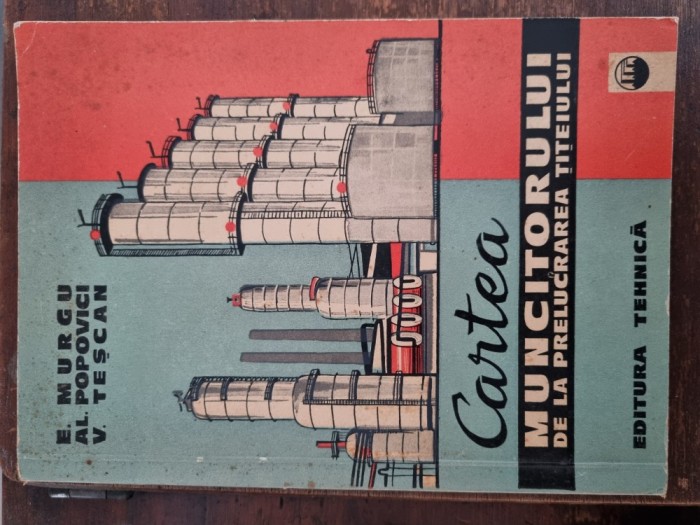 E. MURGU
AL. POPOVICI
V. TEȘCAN
Cartea
MUNCITORULUI
DE LA PRELUCRAREA ȚIȚEIULUI
EDITURA TEHNICĂ